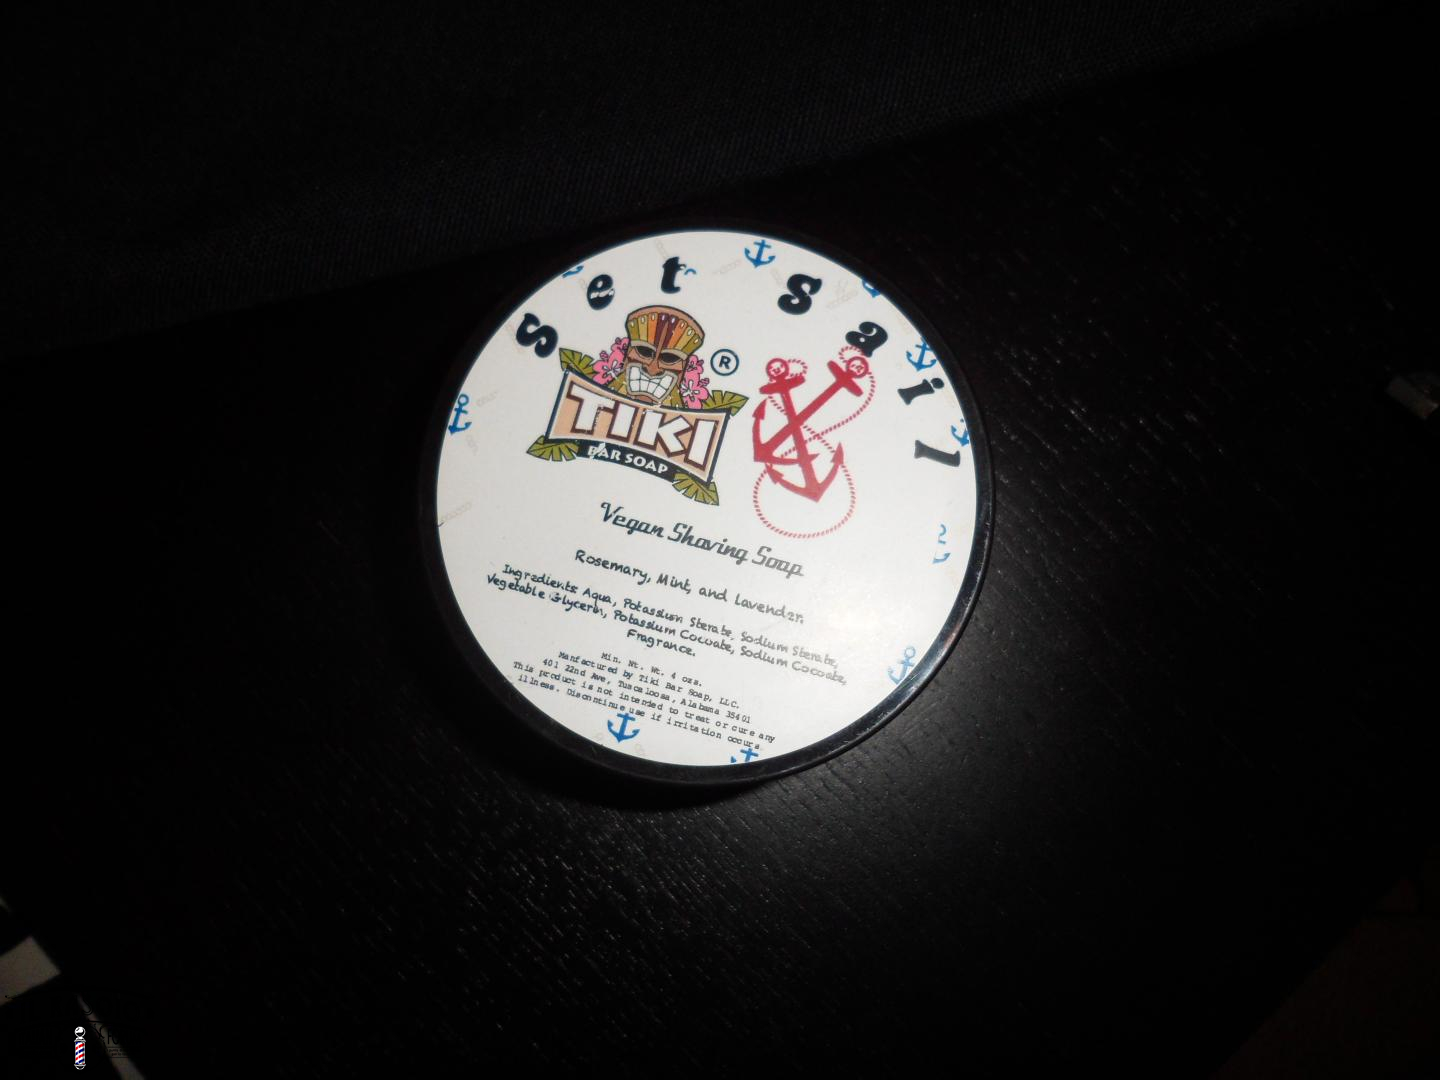 Set Sail
TIKI
BAR SOAP
®
Vegan Shaving Soap
Rosemary, Mint, and Lavender.
Ingredients: Aqua, Potassium Sterate, Sodium Sterate,
Vegetable Glycerin, Potassium Cocoate, Sodium Cocoate,
Fragrance.
Min. Nt. Wt. 4 ozs.
Manfactured by Tiki Bar Soap, LLC.
401 22nd Ave, Tuscaloosa, Alabama 35401
This product is not intended to treat or cure any
illness. Discontinue use if irritation occurs.